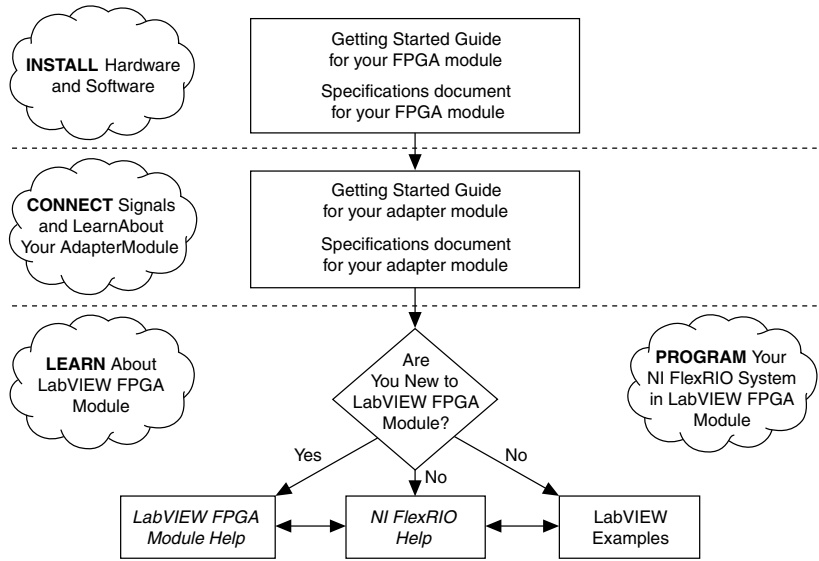 INSTALL Hardware
and Software
Getting Started Guide
for your FPGA module
Specifications document
for your FPGA module
CONNECT Signals
and LearnAbout
Your AdapterModule
Getting Started Guide
for your adapter module
Specifications document
for your adapter module
LEARN About
LabVIEW FPGA
Module
Are
You New to
LabVIEW FPGA
Module?
PROGRAM Your
NI FlexRIO System
in LabVIEW FPGA
Module
Yes
No
No
LabVIEW FPGA
Module Help
NI FlexRIO
Help
LabVIEW
Examples